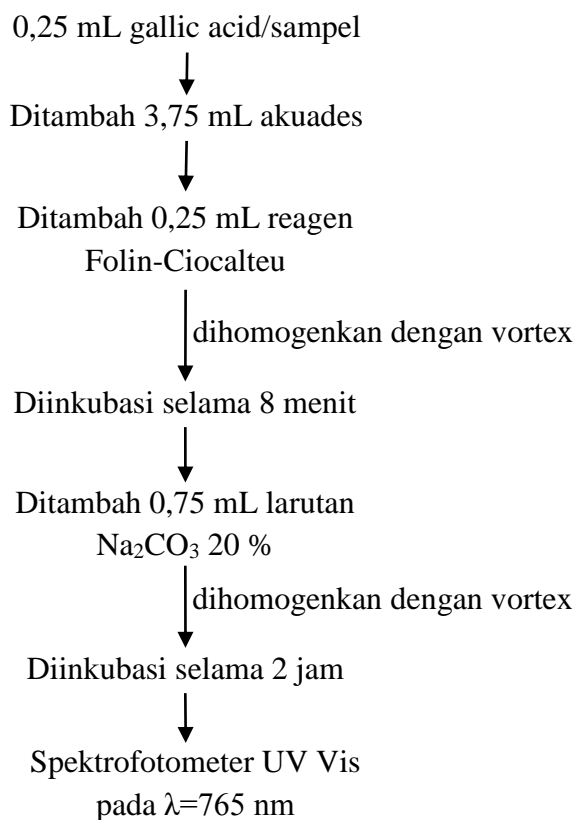 0,25 mL gallic acid/sampel
Ditambah 3,75 mL akuades
Ditambah 0,25 mL reagen
Folin-Ciocalteu
dihomogenkan dengan vortex
Diinkubasi selama 8 menit
Ditambah 0,75 mL larutan
Na₂CO₃ 20 %
dihomogenkan dengan vortex
Diinkubasi selama 2 jam
Spektrofotometer UV Vis
pada λ=765 nm